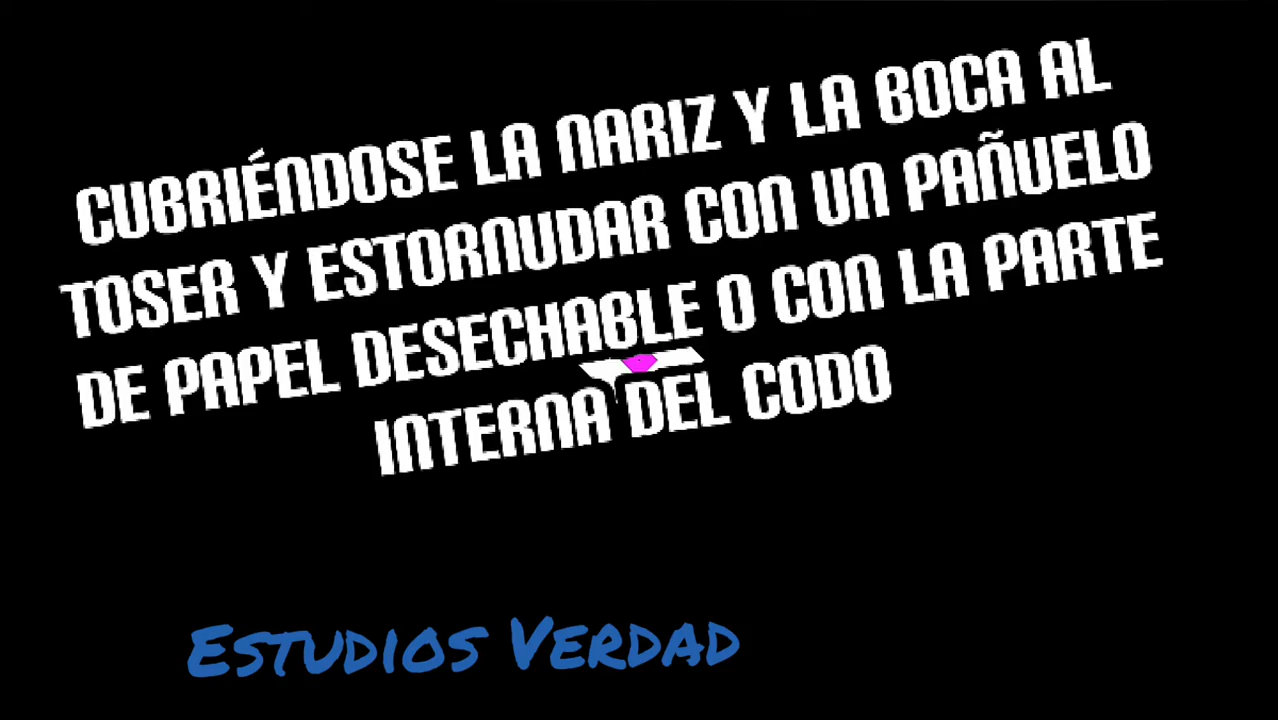 CUBRIÉNDOSE LA NARIZ Y LA BOCA AL
TOSER Y ESTORNUDAR CON UN PAÑUELO
DE PAPEL DESECHABLE O CON LA PARTE
INTERNA DEL CODO
ESTUDIOS VERDAD